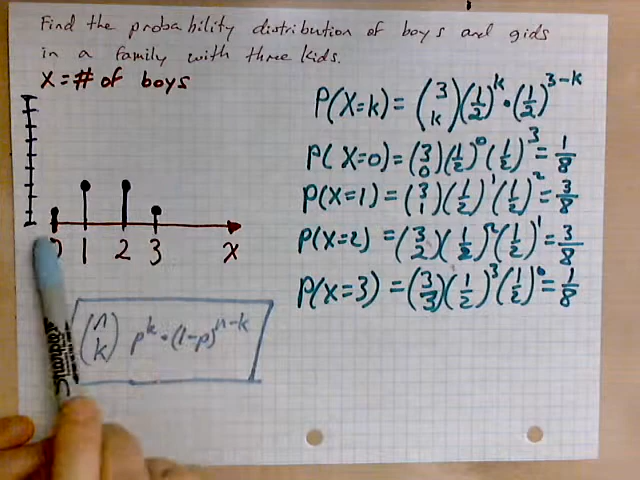 Find the probability distribution of boys and girls
in a family with three kids.
X = # of boys
P(X=k) = (3 k)(1/2)^k · (1/2)^3-k
P(X=0) = (3 0)(1/2)^0 (1/2)^3 = 1/8
P(X=1) = (3 1)(1/2)^1 (1/2)^2 = 3/8
P(X=2) = (3 2)(1/2)^2 (1/2)^1 = 3/8
P(X=3) = (3 3)(1/2)^3 (1/2)^0 = 1/8
0 1 2 3 X
(n k) p^k · (1-p)^n-k
Sharpie